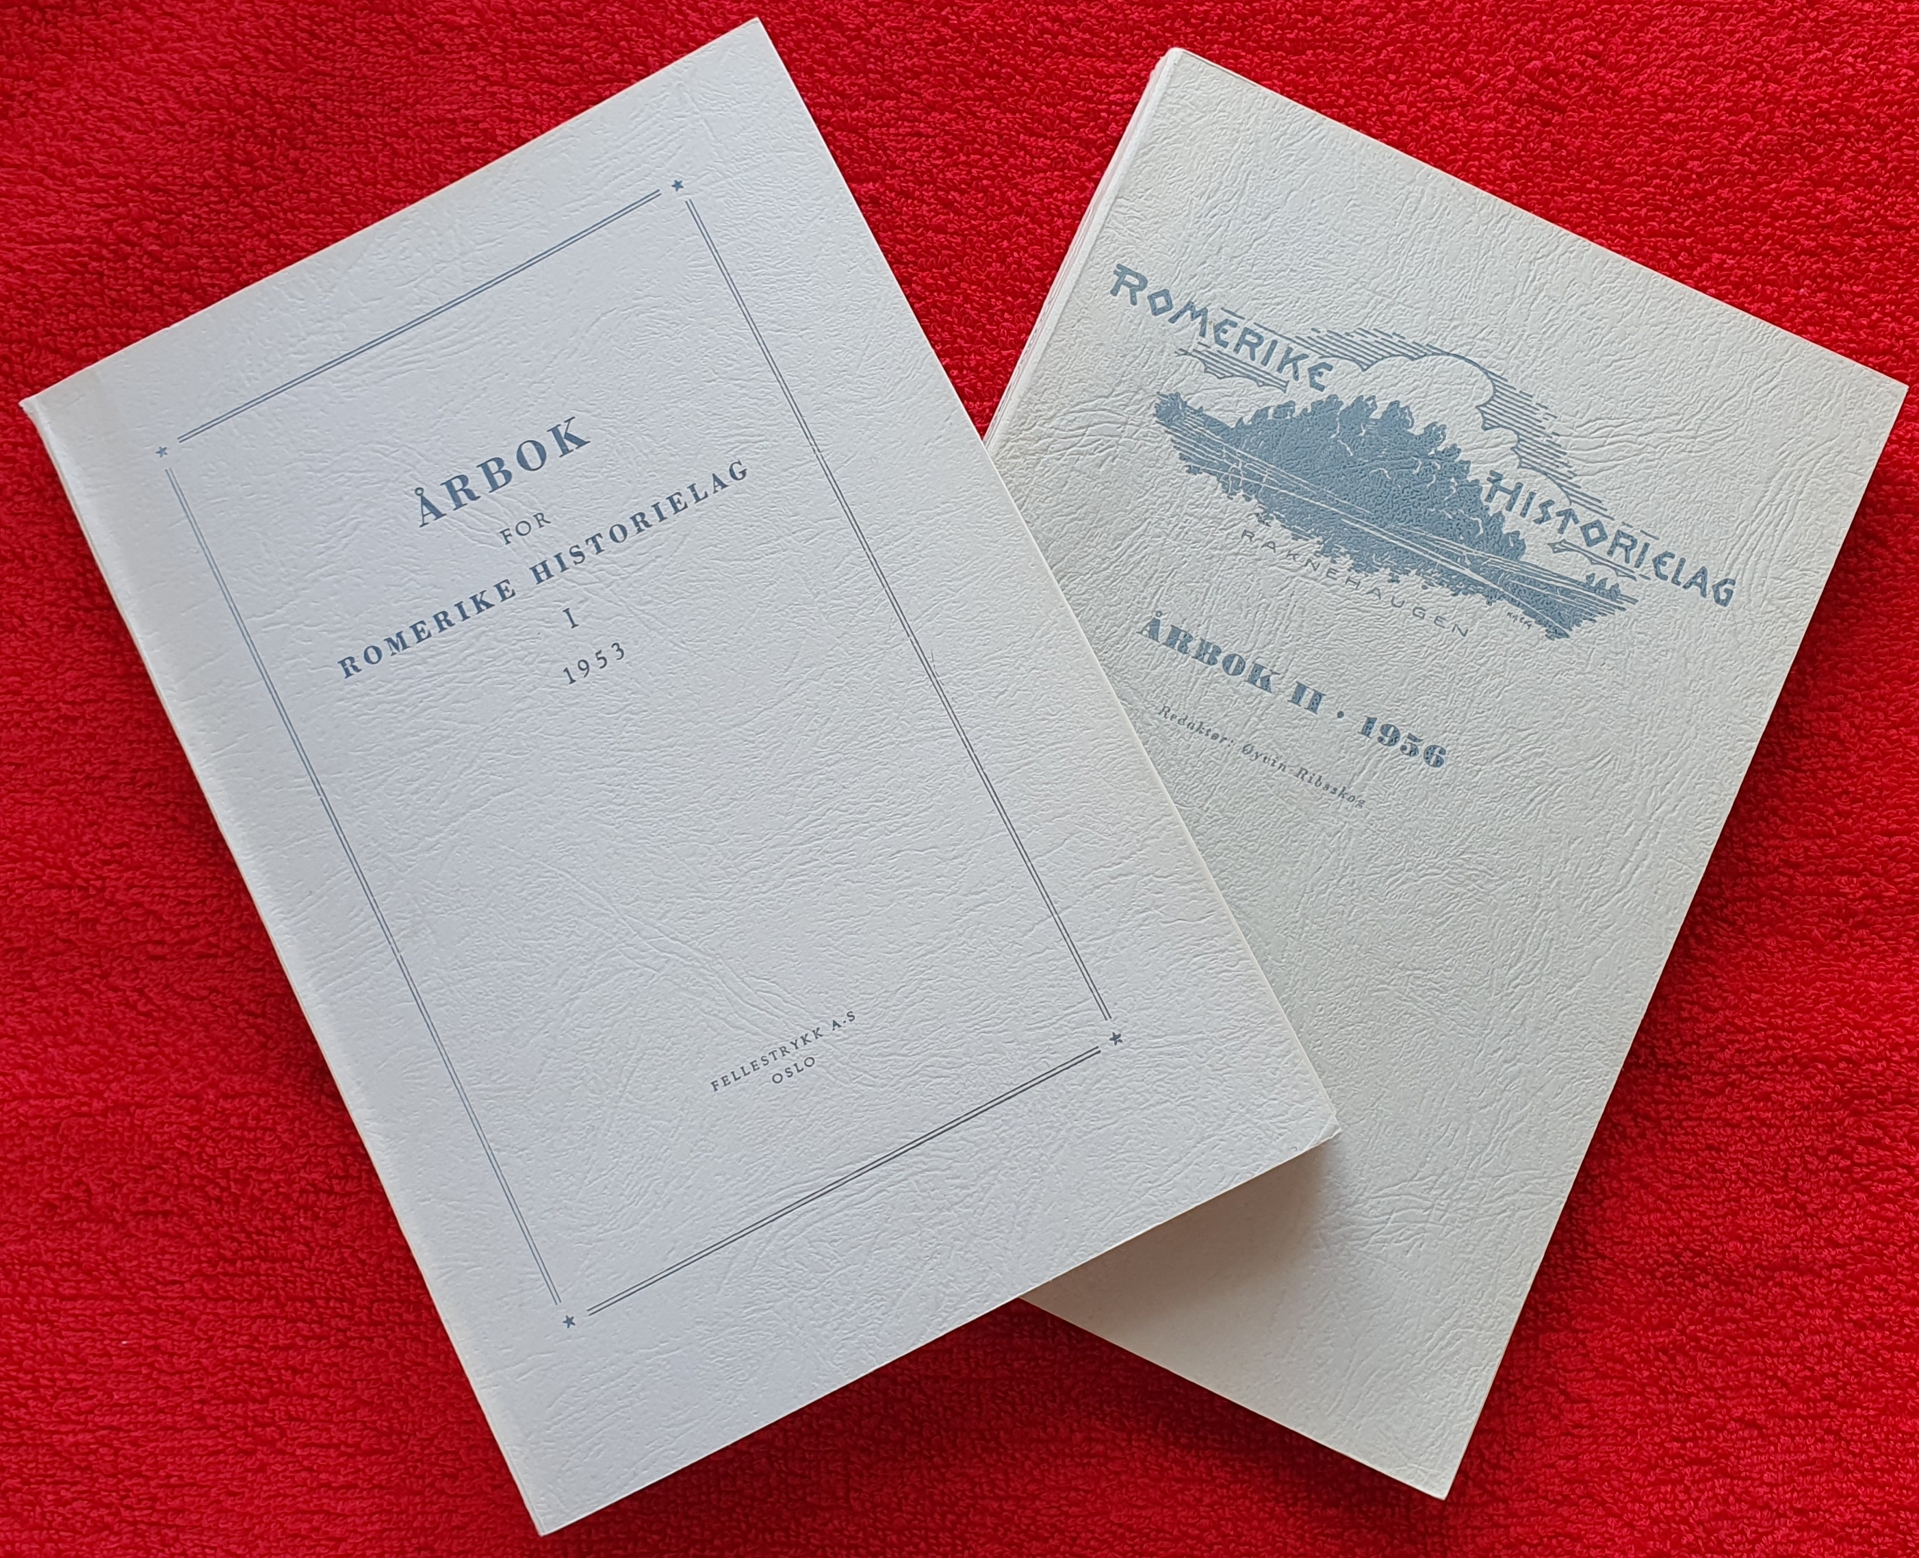 ÅRBOK
FOR
ROMERIKE HISTORIELAG
I
1953
FELLESTRYKK A-S
OSLO
ROMERIKE
HISTORIELAG
RAKNEHAUGEN
ÅRBOK II · 1956
Redaktør: Øyvin Ribsskog